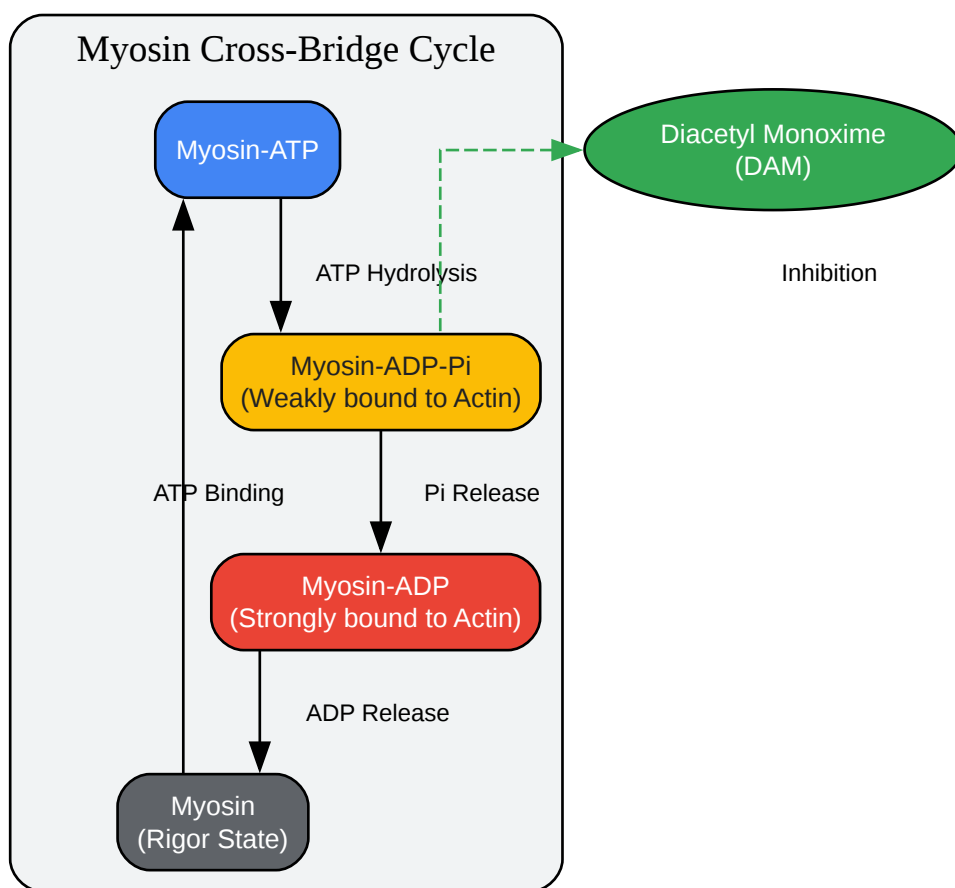 Myosin Cross-Bridge Cycle
Myosin-ATP
Diacetyl Monoxime
(DAM)
ATP Hydrolysis
Inhibition
Myosin-ADP-Pi
(Weakly bound to Actin)
ATP Binding
Pi Release
Myosin-ADP
(Strongly bound to Actin)
ADP Release
Myosin
(Rigor State)